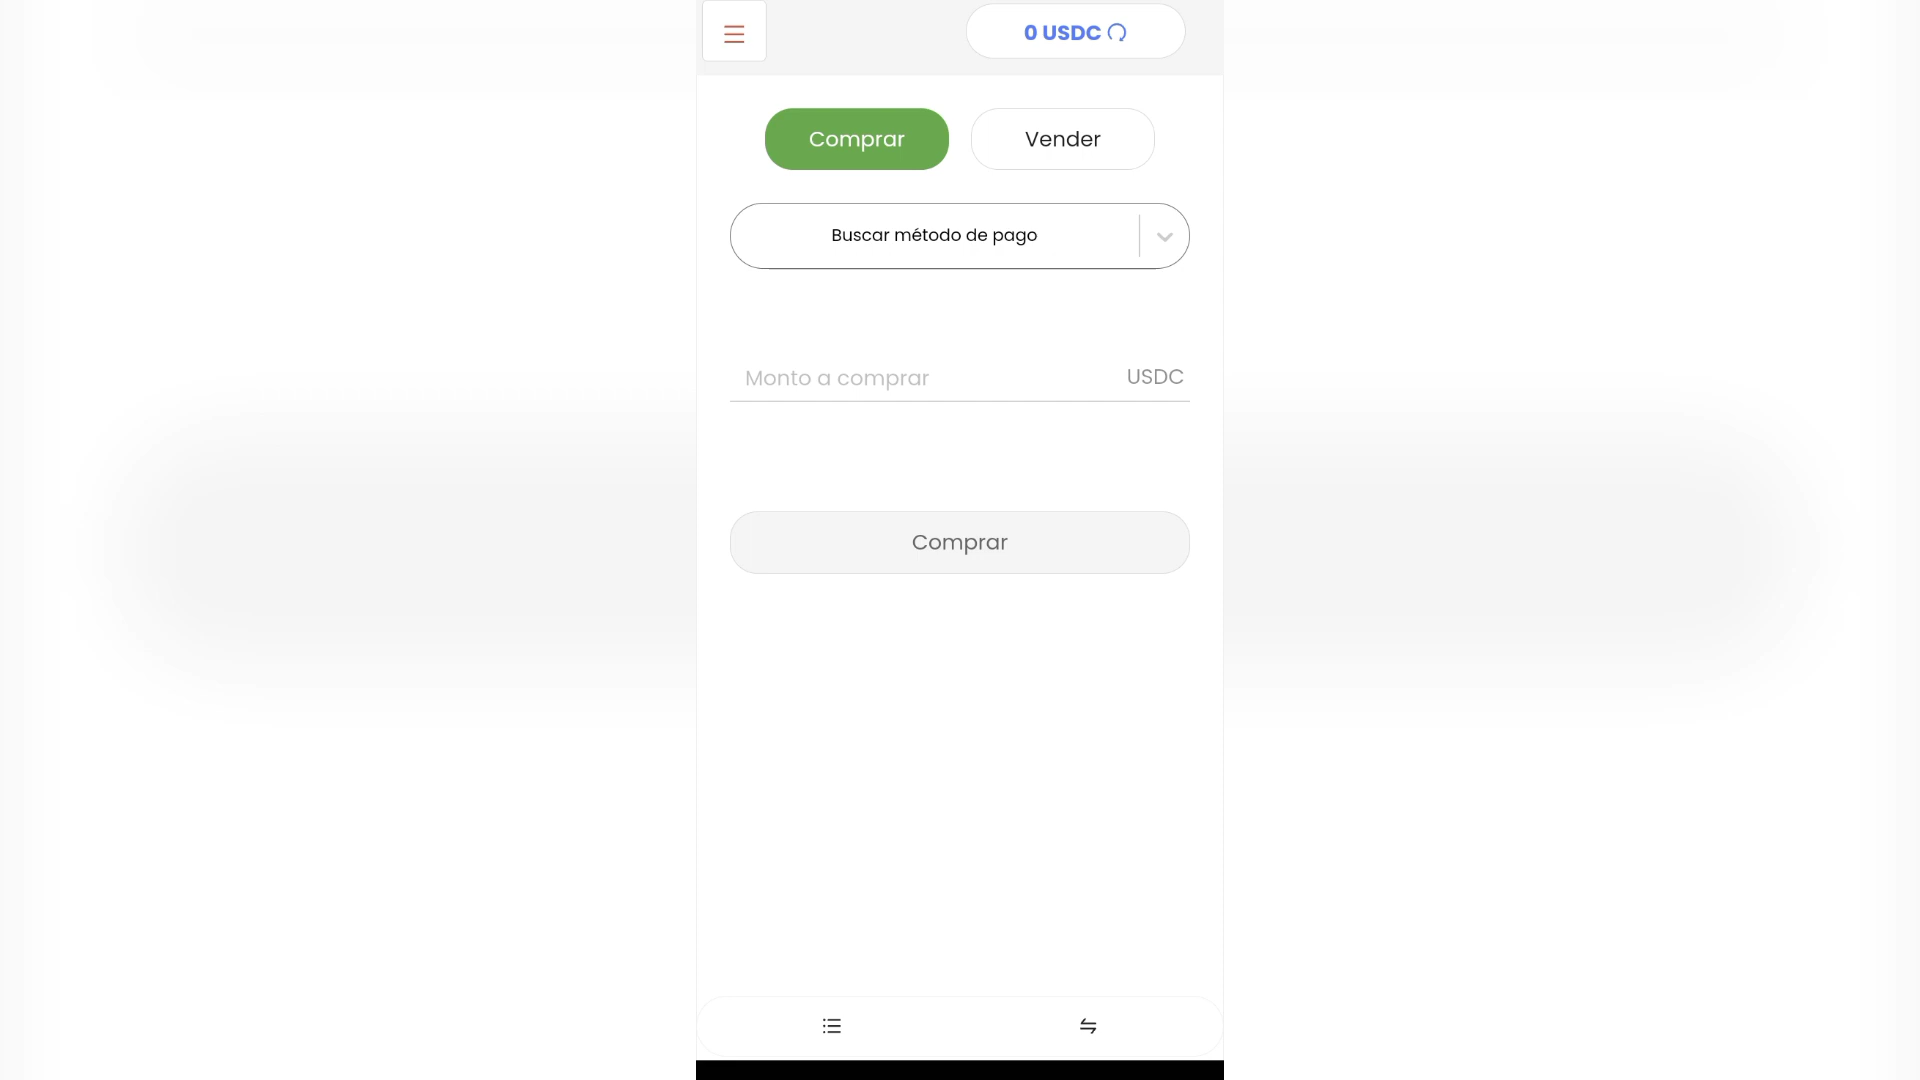 0 USDC
Comprar
Vender
Buscar método de pago
Monto a comprar
USDC
Comprar